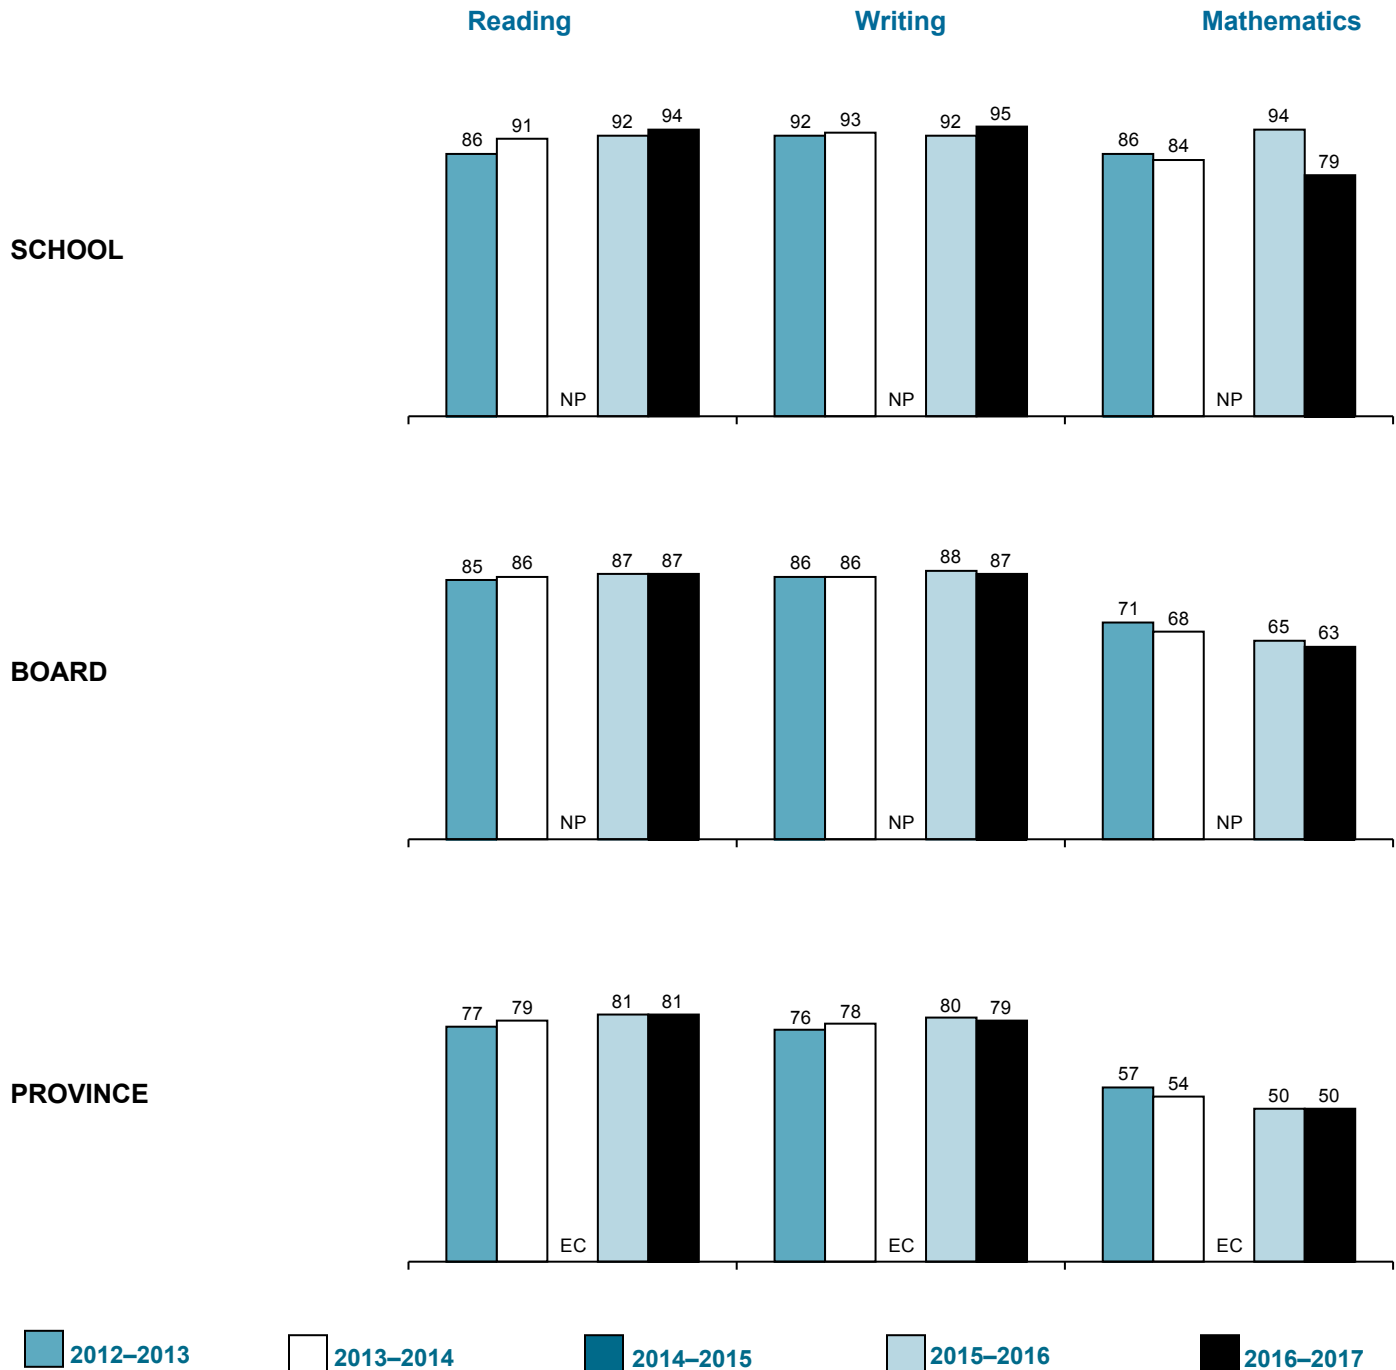 Reading Writing Mathematics
SCHOOL
86 91 NP 92 94 92 93 NP 92 95 86 84 NP 94 79
BOARD
85 86 NP 87 87 86 86 NP 88 87 71 68 NP 65 63
PROVINCE
77 79 EC 81 81 76 78 EC 80 79 57 54 EC 50 50
2012–2013 2013–2014 2014–2015 2015–2016 2016–2017